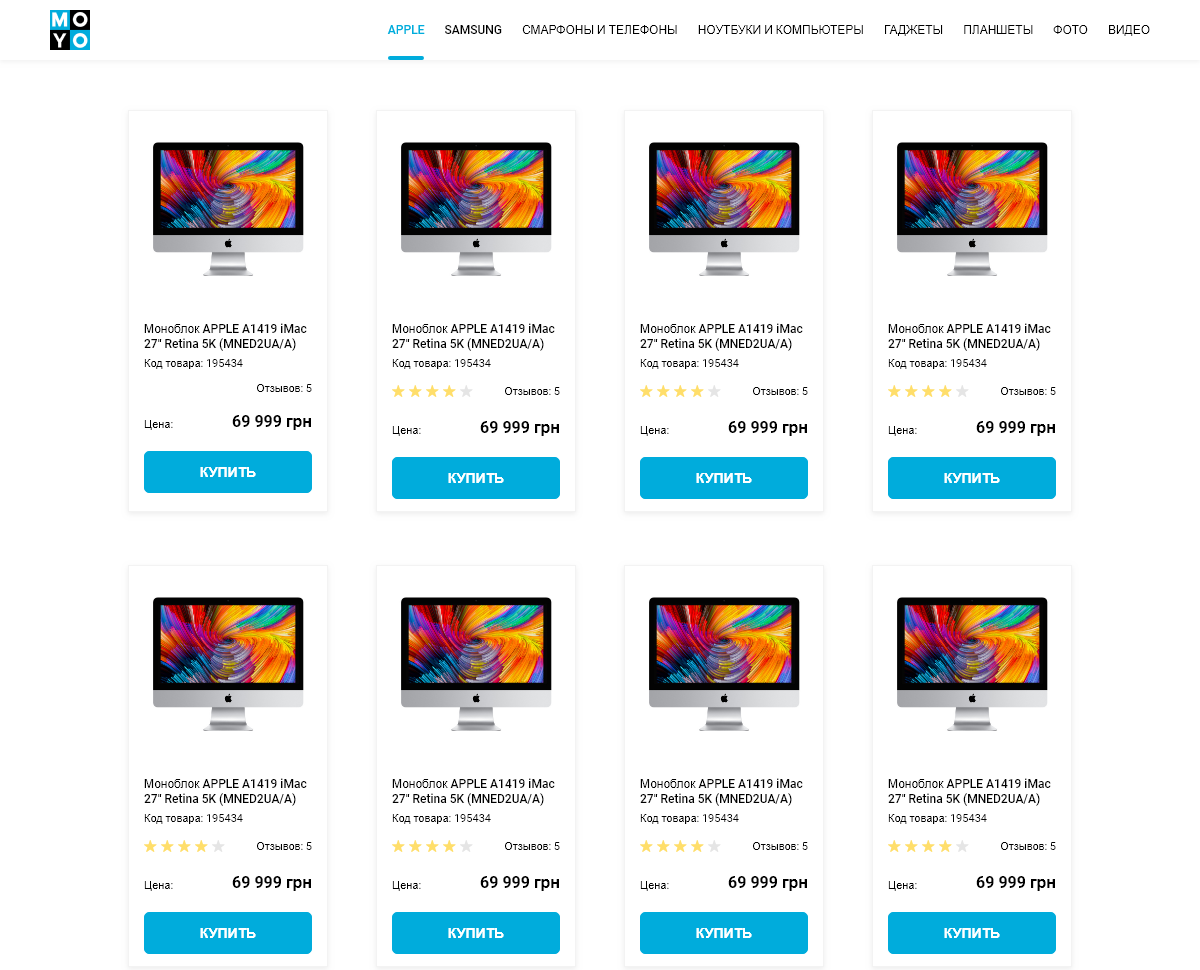 MO
YO
APPLE SAMSUNG СМАРФОНЫ И ТЕЛЕФОНЫ НОУТБУКИ И КОМПЬЮТЕРЫ ГАДЖЕТЫ ПЛАНШЕТЫ ФОТО ВИДЕО
Моноблок APPLE A1419 iMac
27" Retina 5K (MNED2UA/A)
Код товара: 195434
Отзывов: 5
Цена: 69 999 грн
КУПИТЬ
Моноблок APPLE A1419 iMac
27" Retina 5K (MNED2UA/A)
Код товара: 195434
Отзывов: 5
Цена: 69 999 грн
КУПИТЬ
Моноблок APPLE A1419 iMac
27" Retina 5K (MNED2UA/A)
Код товара: 195434
Отзывов: 5
Цена: 69 999 грн
КУПИТЬ
Моноблок APPLE A1419 iMac
27" Retina 5K (MNED2UA/A)
Код товара: 195434
Отзывов: 5
Цена: 69 999 грн
КУПИТЬ
Моноблок APPLE A1419 iMac
27" Retina 5K (MNED2UA/A)
Код товара: 195434
Отзывов: 5
Цена: 69 999 грн
КУПИТЬ
Моноблок APPLE A1419 iMac
27" Retina 5K (MNED2UA/A)
Код товара: 195434
Отзывов: 5
Цена: 69 999 грн
КУПИТЬ
Моноблок APPLE A1419 iMac
27" Retina 5K (MNED2UA/A)
Код товара: 195434
Отзывов: 5
Цена: 69 999 грн
КУПИТЬ
Моноблок APPLE A1419 iMac
27" Retina 5K (MNED2UA/A)
Код товара: 195434
Отзывов: 5
Цена: 69 999 грн
КУПИТЬ